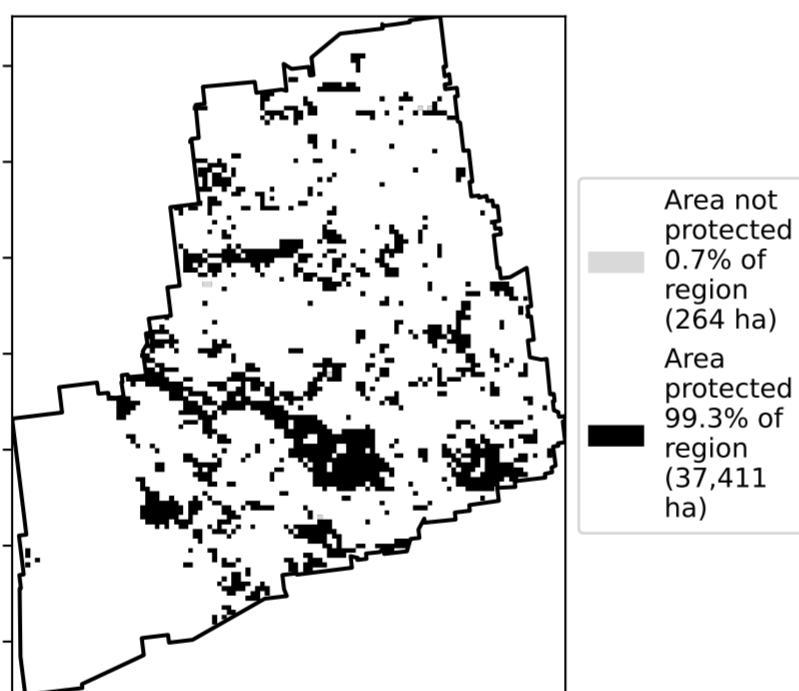 Area not
protected
0.7% of
region
(264 ha)
Area
protected
99.3% of
region
(37,411
ha)